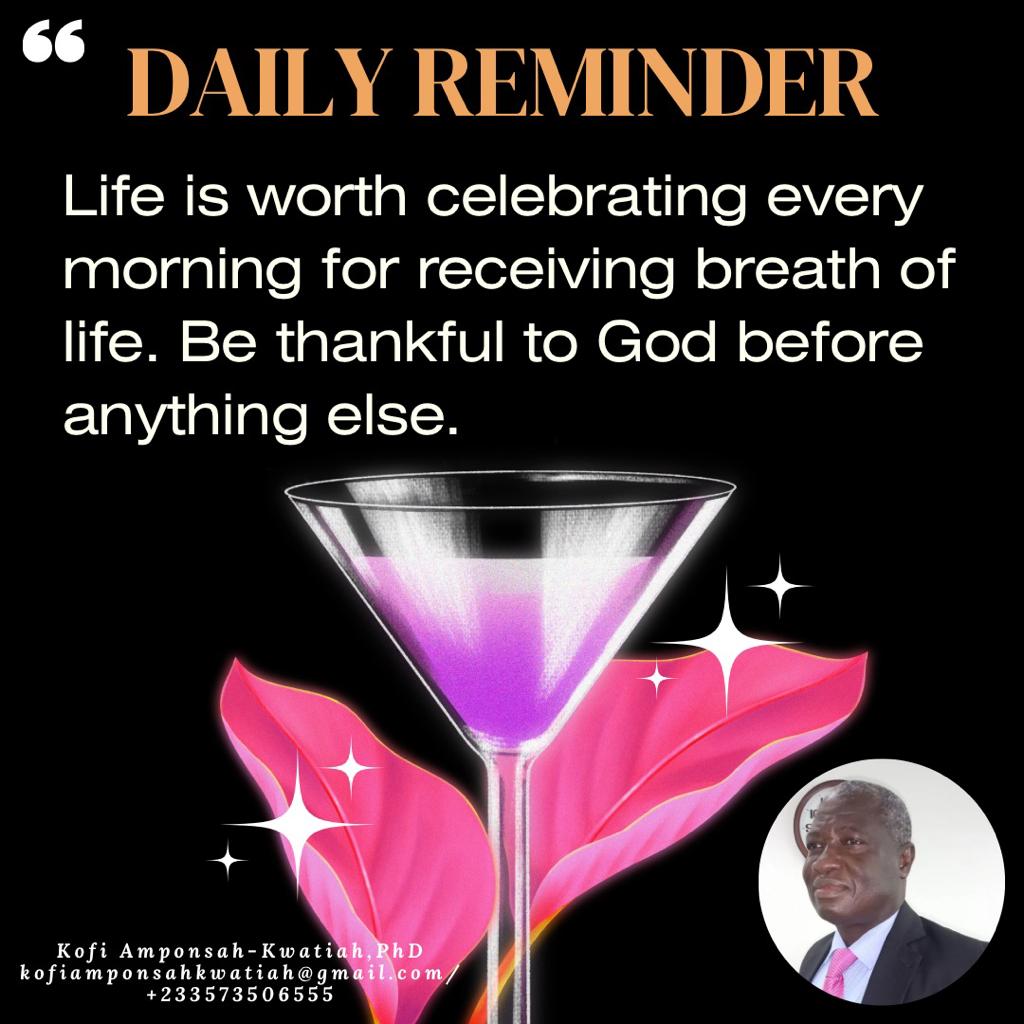 “
DAILY REMINDER
Life is worth celebrating every
morning for receiving breath of
life. Be thankful to God before
anything else.
Kofi Amponsah-Kwatiah,PhD
kofiamponsahkwatiah@gmail.com/
+233573506555